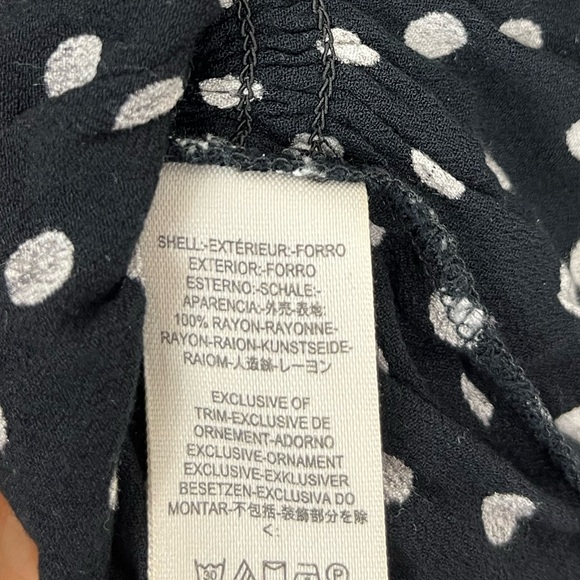 SHELL:-EXTÉRIEUR:-FORRO
EXTERIOR:-FORRO
ESTERNO:-SCHALE:-
APARENCIA:-外壳-表地:
100% RAYON-RAYONNE-
RAYON-RAION-KUNSTSEIDE-
RAIOM-人造絲-レーヨン
EXCLUSIVE OF
TRIM-EXCLUSIVE DE
ORNEMENT-ADORNO
EXCLUSIVE-ORNAMENT
EXCLUSIVE-EXKLUSIVER
BESETZEN-EXCLUSIVA DO
MONTAR-不包括-装飾部分を除
く:
30
P